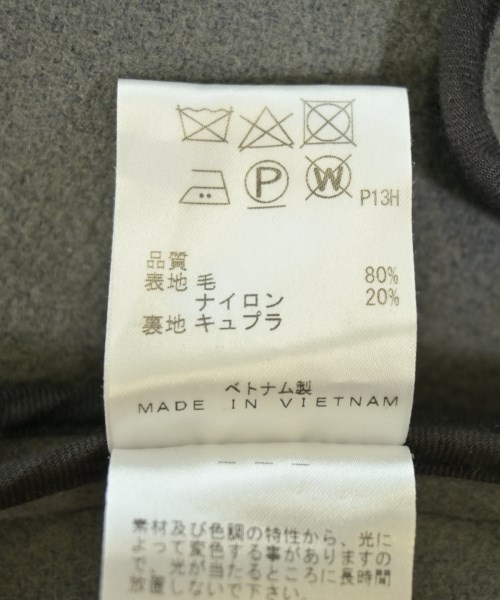 P W P13H
品質
表地 毛 80%
ナイロン 20%
裏地 キュプラ
ベトナム製
MADE IN VIETNAM
素材及び色調の特性から、光に
よって変色する事がありますの
で、光が当たるところに長時間
放置しないで下さい。